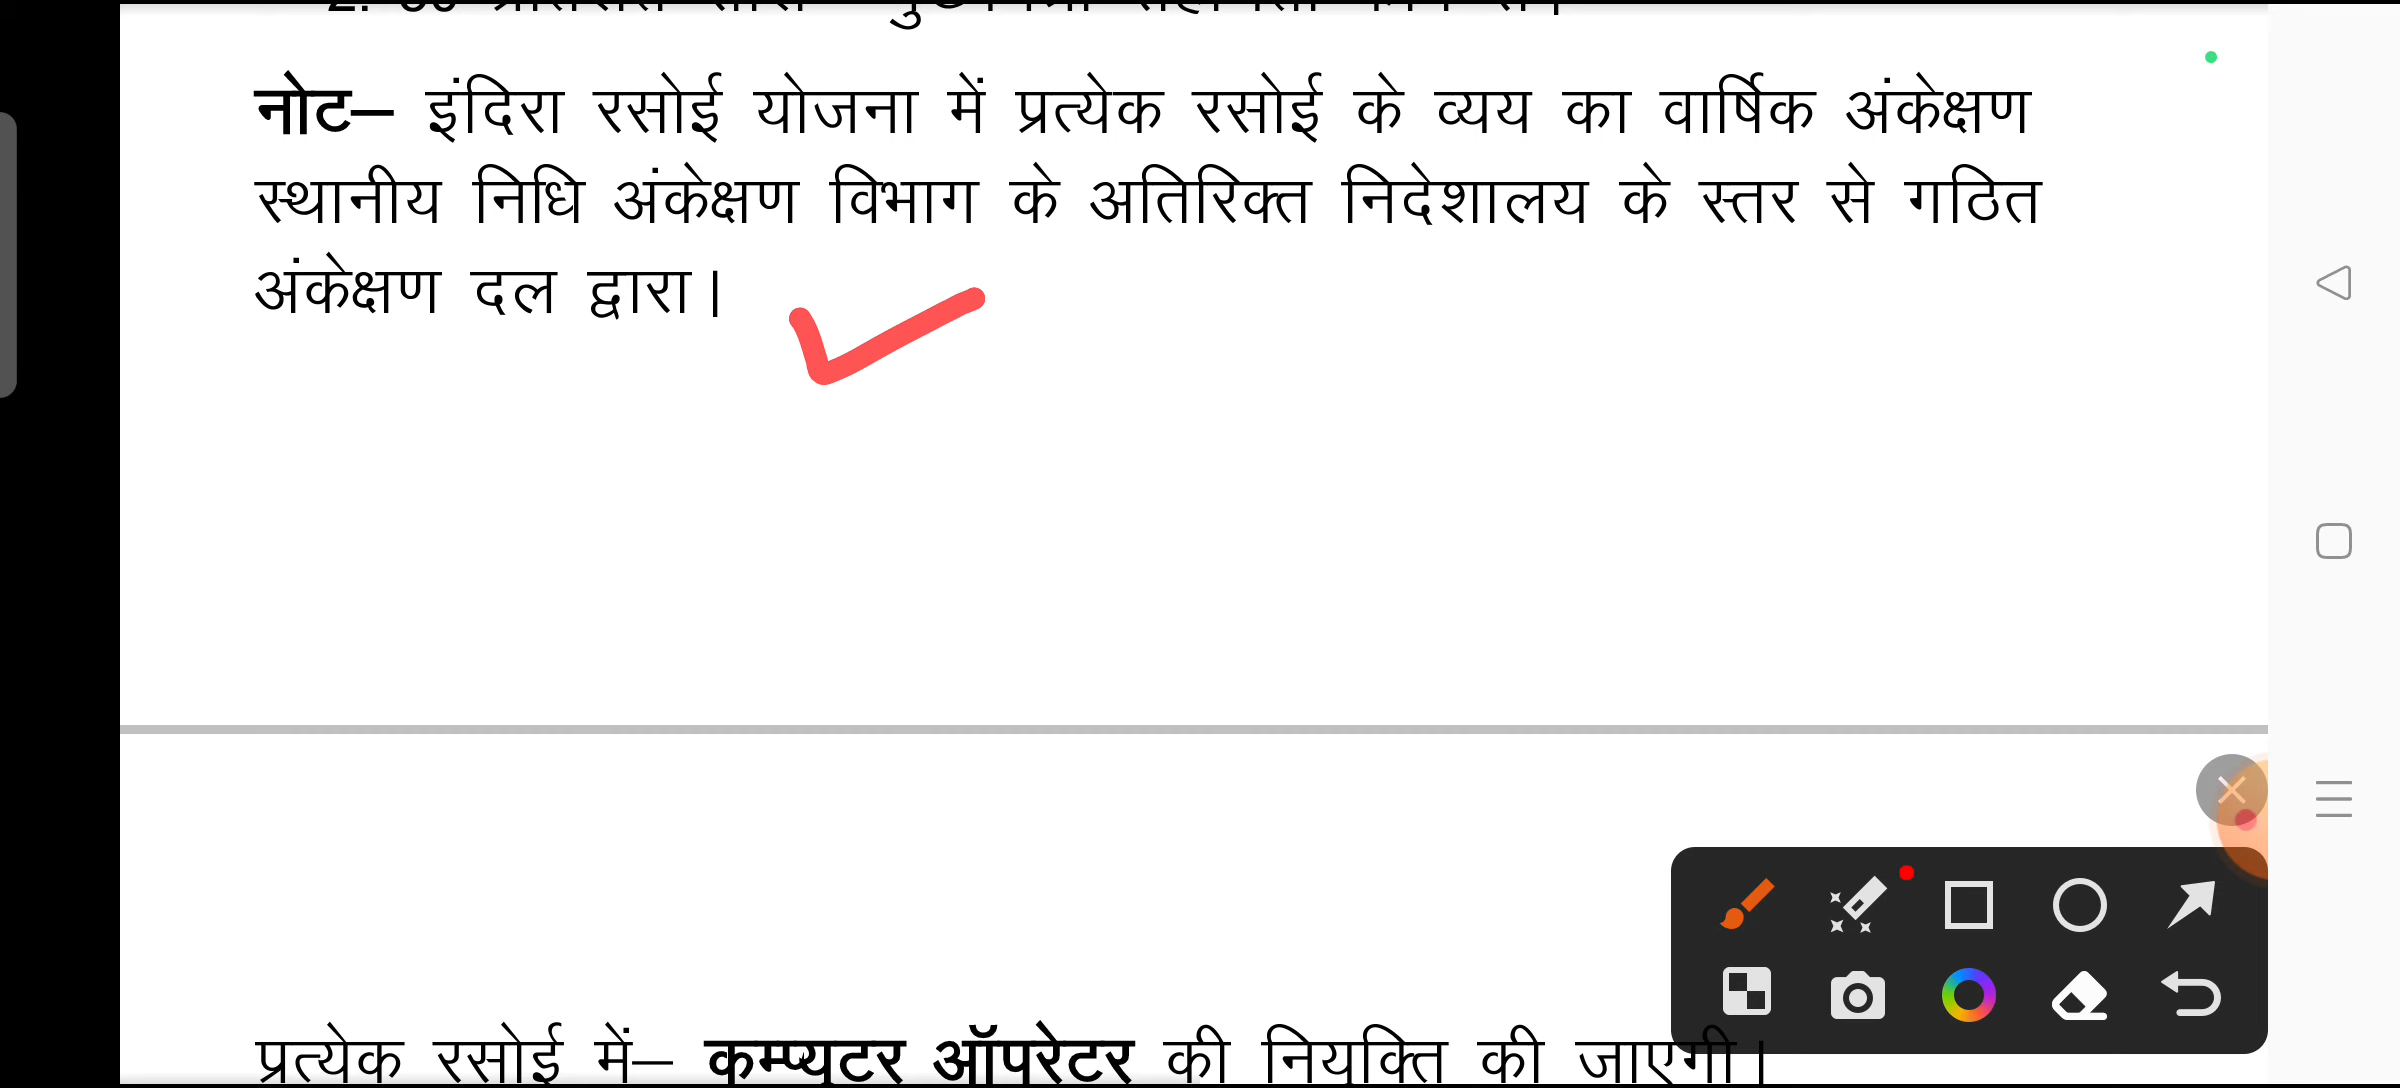 नोट– इंदिरा रसोई योजना में प्रत्येक रसोई के व्यय का वार्षिक अंकेक्षण
स्थानीय निधि अंकेक्षण विभाग के अतिरिक्त निदेशालय के स्तर से गठित
अंकेक्षण दल द्वारा।
प्रत्येक रसोई में– कम्प्युटर ऑपरेटर की नियुक्ति की जाएगी।